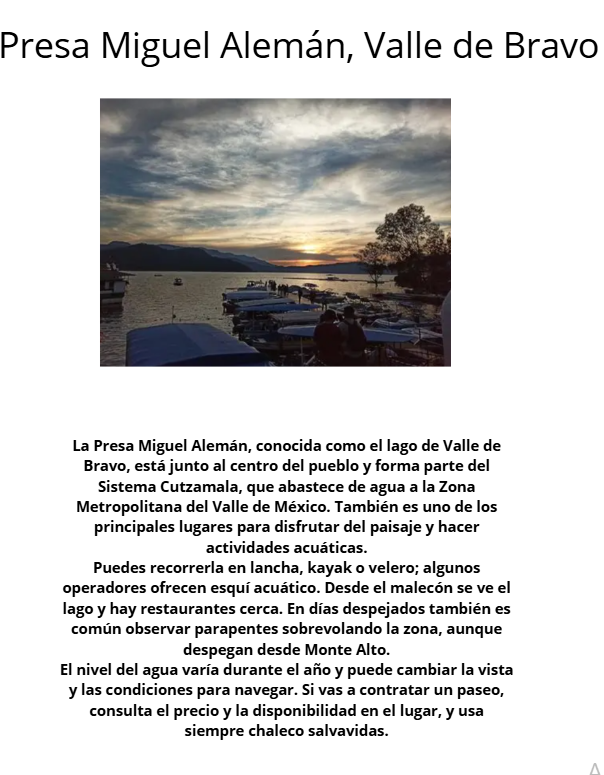 Presa Miguel Alemán, Valle de Bravo
La Presa Miguel Alemán, conocida como el lago de Valle de
Bravo, está junto al centro del pueblo y forma parte del
Sistema Cutzamala, que abastece de agua a la Zona
Metropolitana del Valle de México. También es uno de los
principales lugares para disfrutar del paisaje y hacer
actividades acuáticas.
Puedes recorrerla en lancha, kayak o velero; algunos
operadores ofrecen esquí acuático. Desde el malecón se ve el
lago y hay restaurantes cerca. En días despejados también es
común observar parapentes sobrevolando la zona, aunque
despegan desde Monte Alto.
El nivel del agua varía durante el año y puede cambiar la vista
y las condiciones para navegar. Si vas a contratar un paseo,
consulta el precio y la disponibilidad en el lugar, y usa
siempre chaleco salvavidas.
Δ